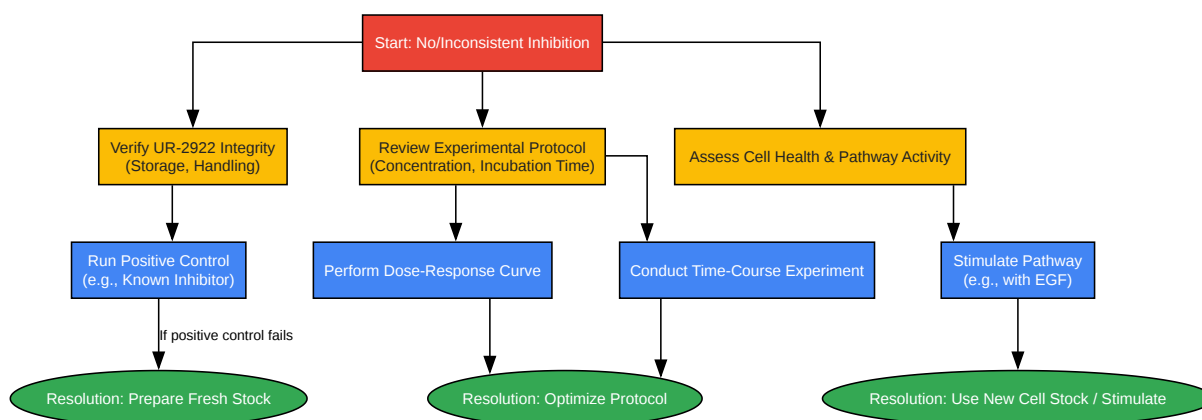 Start: No/Inconsistent Inhibition
Verify UR-2922 Integrity
(Storage, Handling)
Review Experimental Protocol
(Concentration, Incubation Time)
Assess Cell Health & Pathway Activity
Run Positive Control
(e.g., Known Inhibitor)
Perform Dose-Response Curve
Conduct Time-Course Experiment
Stimulate Pathway
(e.g., with EGF)
If positive control fails
Resolution: Prepare Fresh Stock
Resolution: Optimize Protocol
Resolution: Use New Cell Stock / Stimulate